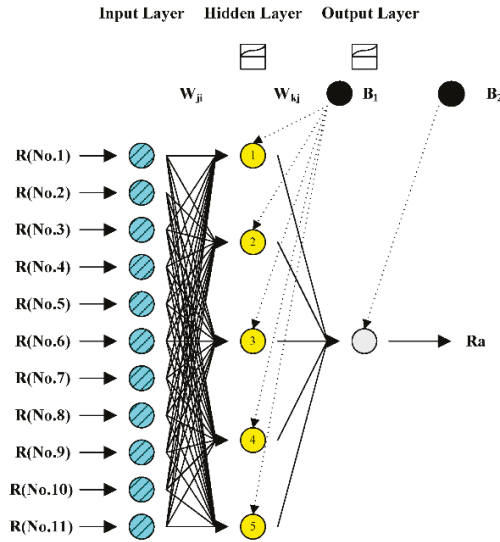 Input Layer Hidden Layer Output Layer
Wji Wkj B1 B2
R(No.1) 1
R(No.2)
R(No.3) 2
R(No.4)
R(No.5)
R(No.6) 3 Ra
R(No.7)
R(No.8)
R(No.9) 4
R(No.10)
R(No.11) 5